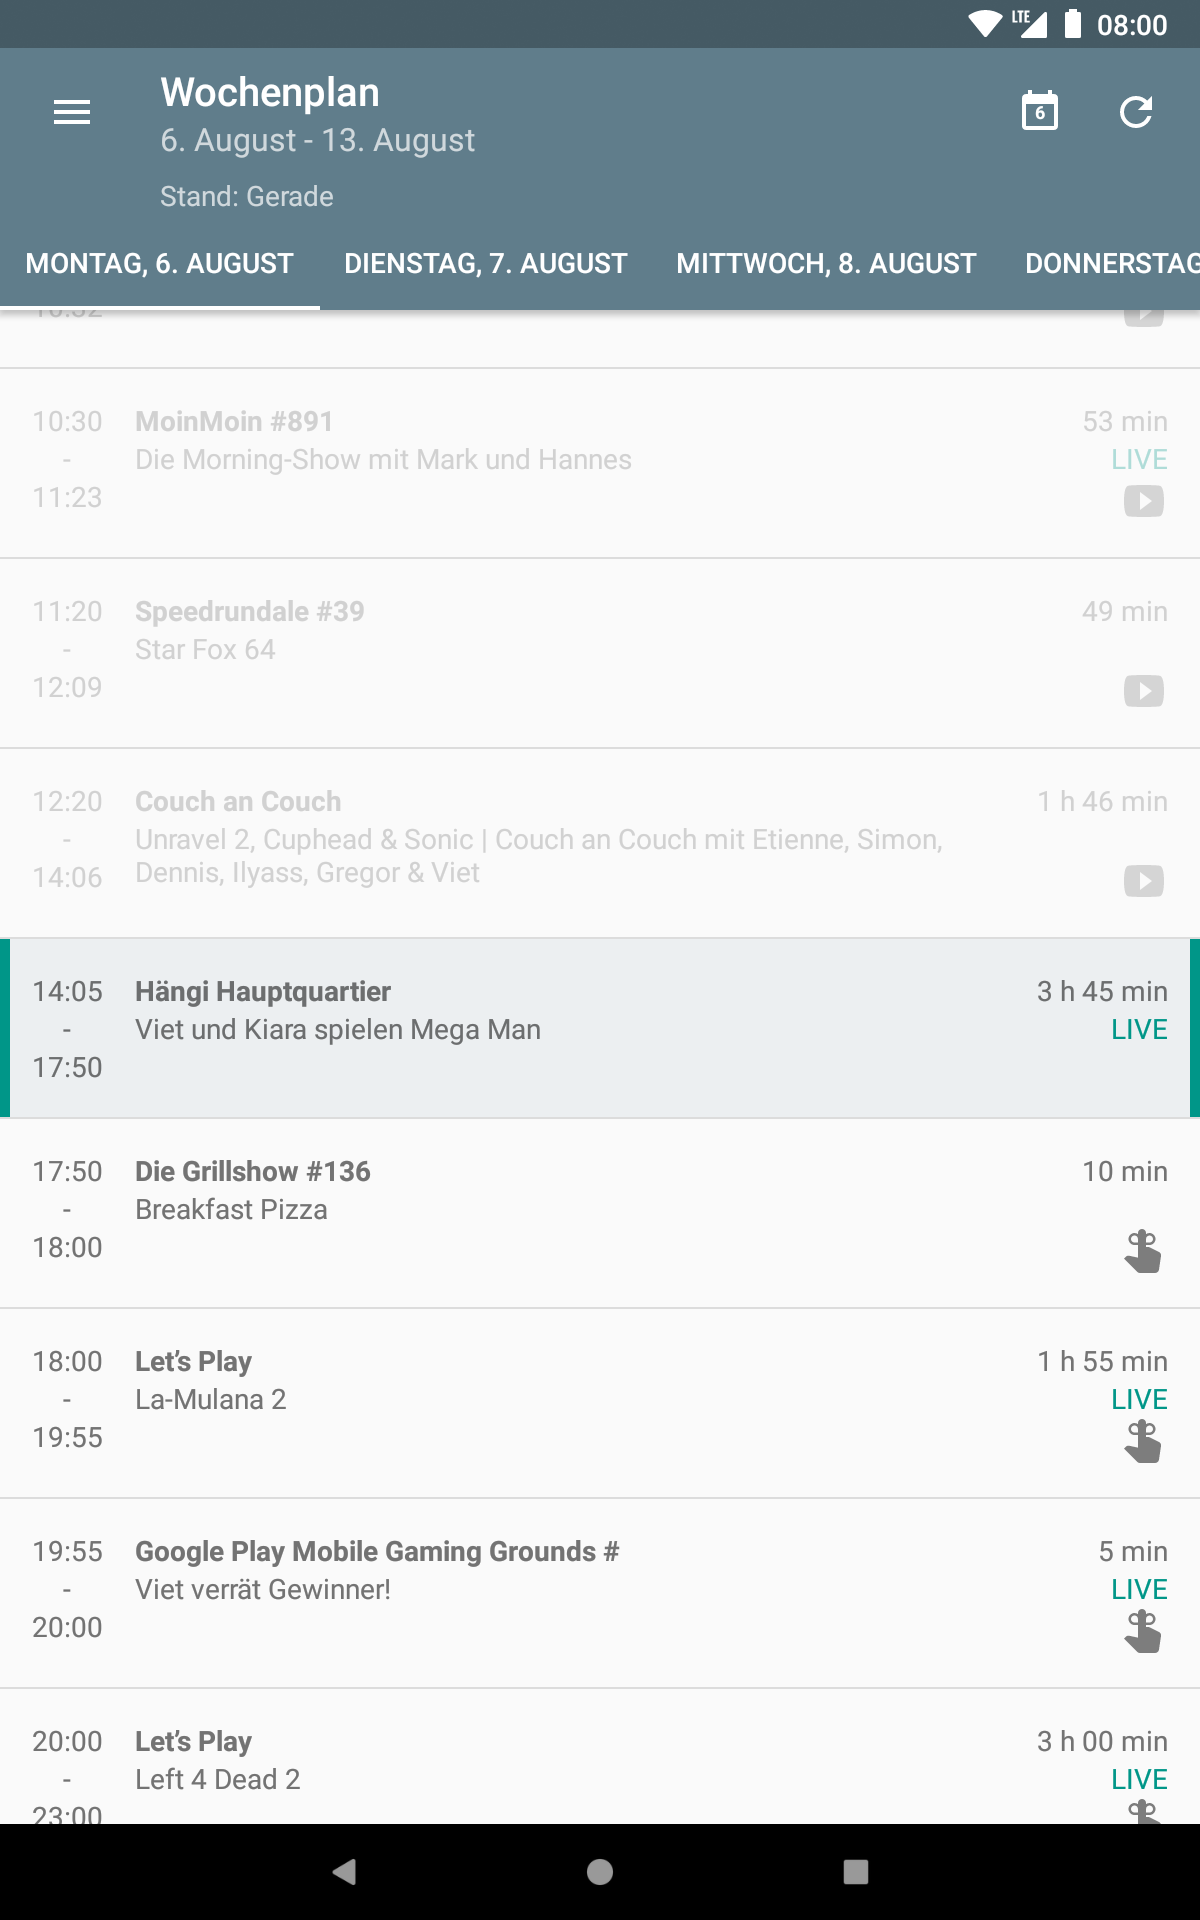 LTE 08:00
Wochenplan
6. August - 13. August
6
Stand: Gerade
MONTAG, 6. AUGUST DIENSTAG, 7. AUGUST MITTWOCH, 8. AUGUST DONNERSTAG
10:30 MoinMoin #891 53 min
- Die Morning-Show mit Mark und Hannes LIVE
11:23
11:20 Speedrundale #39 49 min
- Star Fox 64
12:09
12:20 Couch an Couch 1 h 46 min
- Unravel 2, Cuphead & Sonic | Couch an Couch mit Etienne, Simon,
14:06 Dennis, Ilyass, Gregor & Viet
14:05 Hängi Hauptquartier 3 h 45 min
- Viet und Kiara spielen Mega Man LIVE
17:50
17:50 Die Grillshow #136 10 min
- Breakfast Pizza
18:00
18:00 Let’s Play 1 h 55 min
- La-Mulana 2 LIVE
19:55
19:55 Google Play Mobile Gaming Grounds # 5 min
- Viet verrät Gewinner! LIVE
20:00
20:00 Let’s Play 3 h 00 min
- Left 4 Dead 2 LIVE
23:00